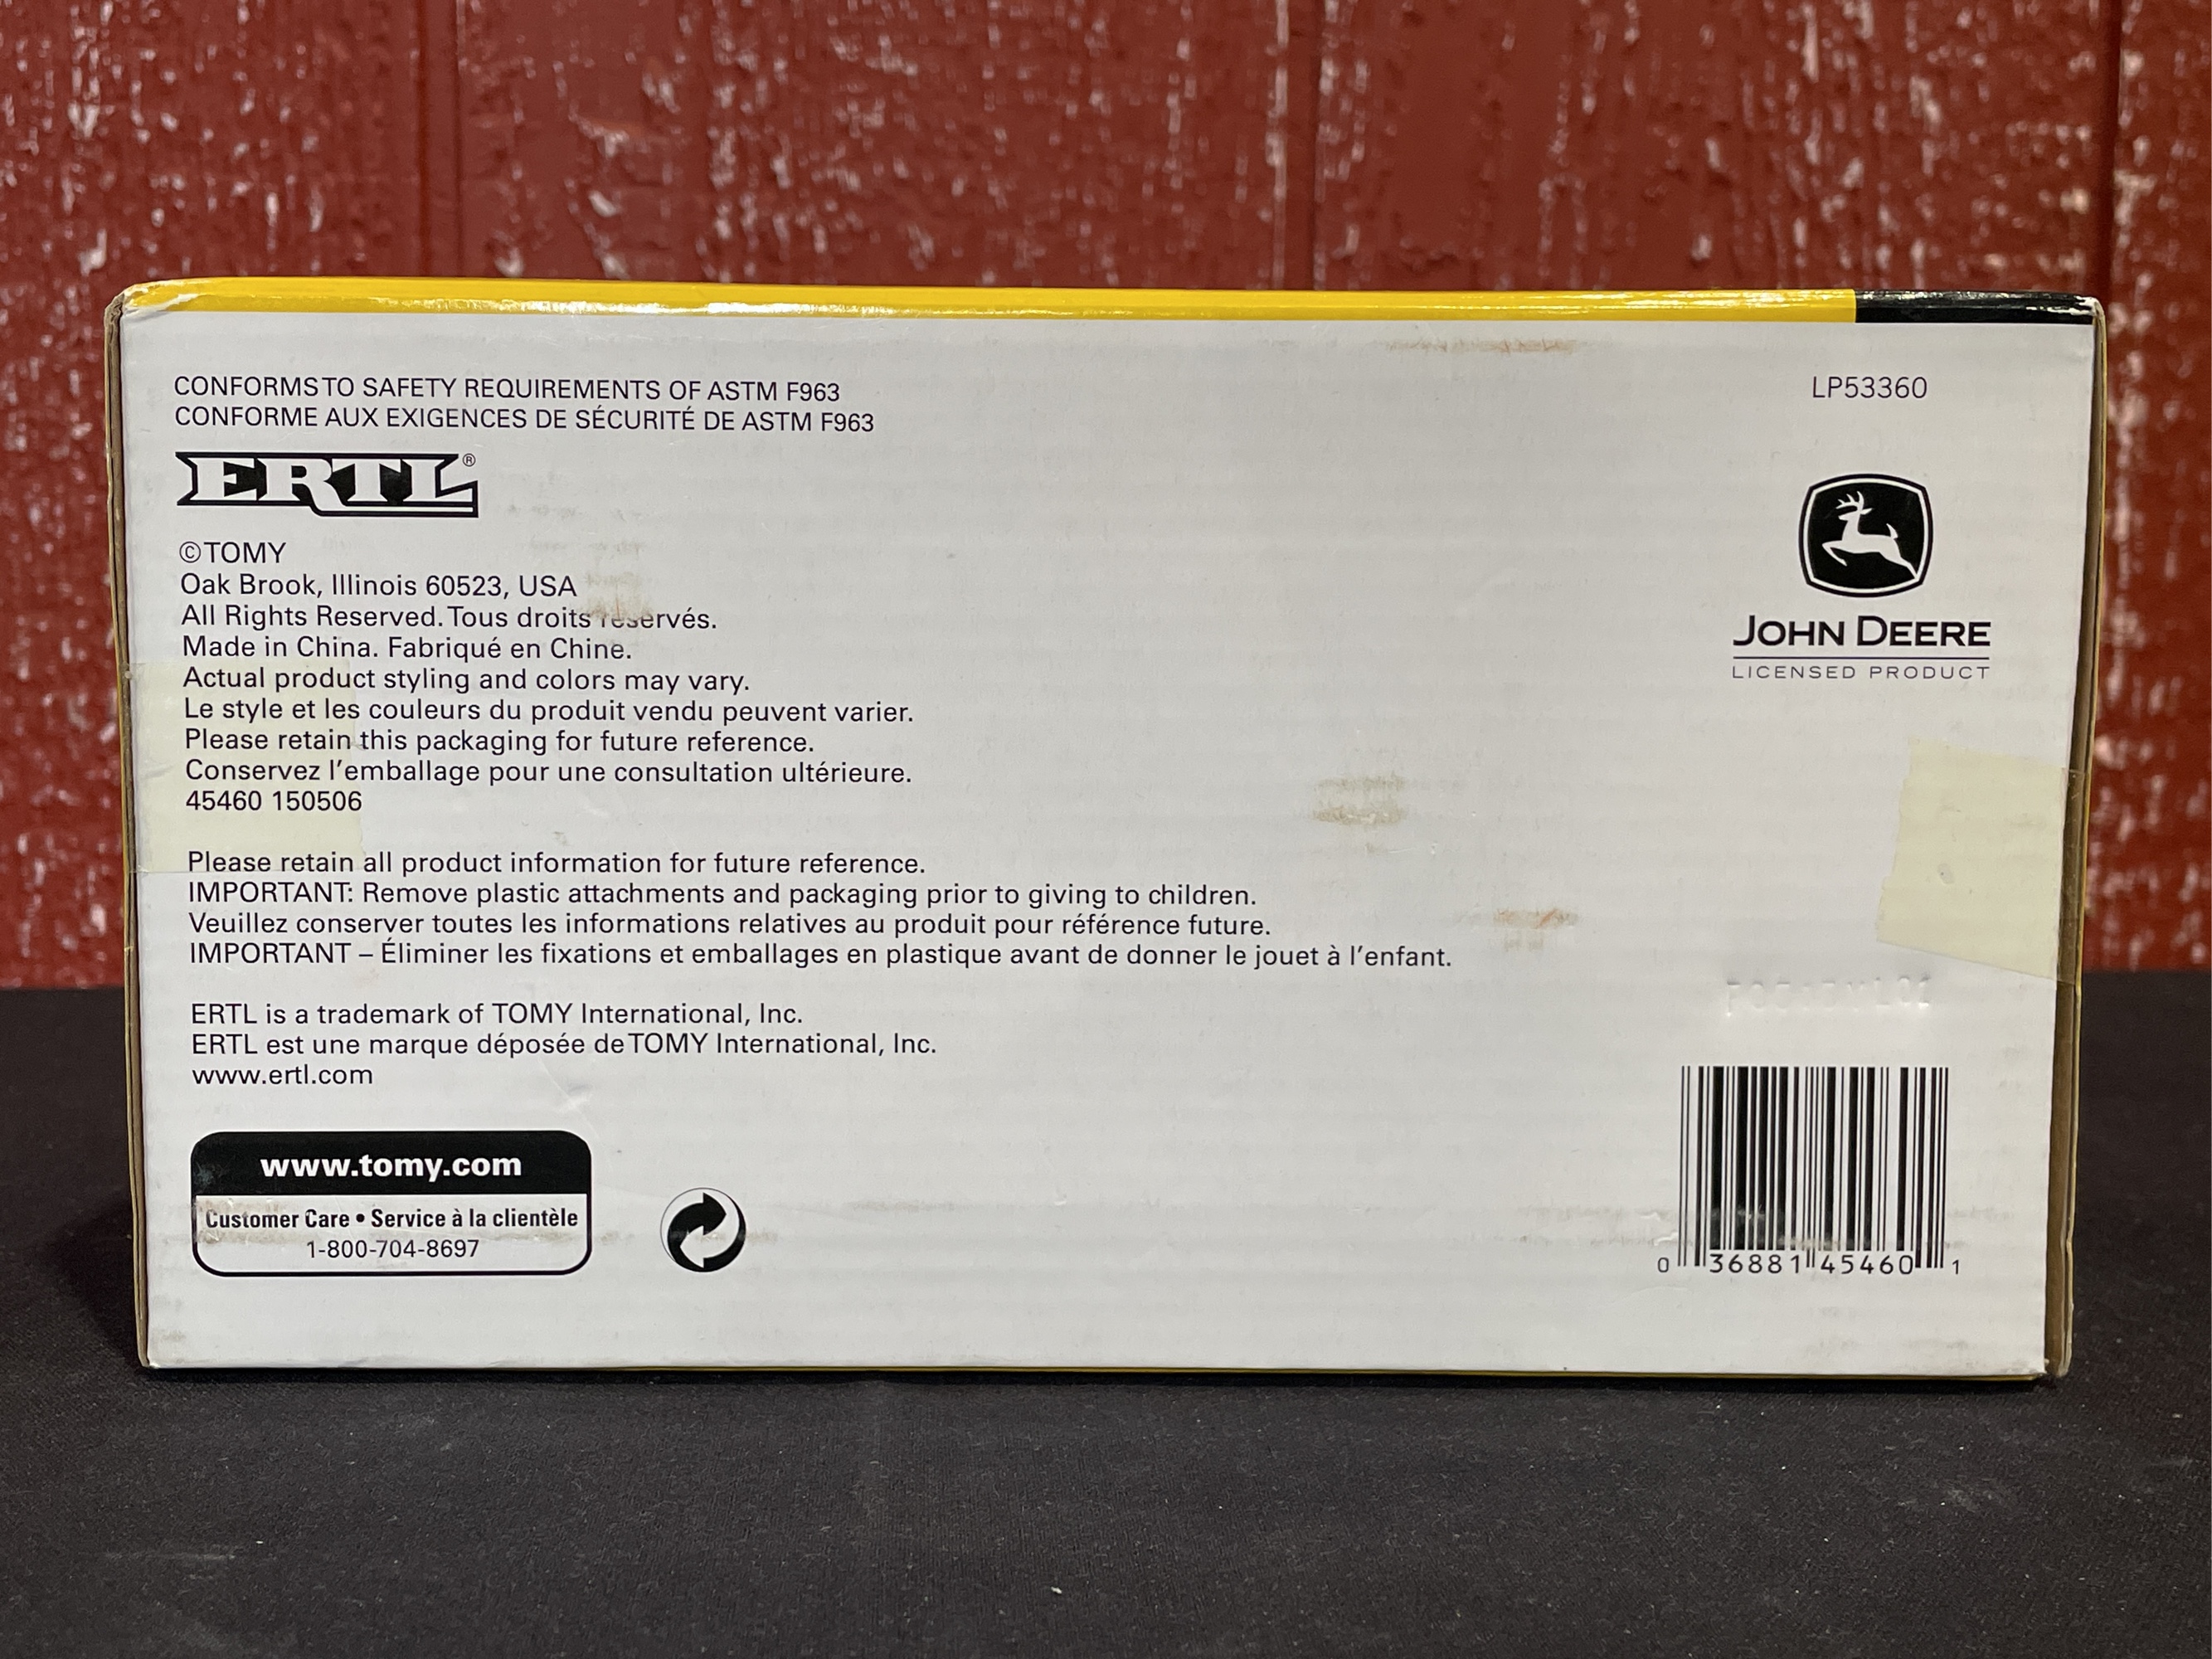 CONFORMS TO SAFETY REQUIREMENTS OF ASTM F963
CONFORME AUX EXIGENCES DE SÉCURITÉ DE ASTM F963
LP53360
ERTL®
©TOMY
Oak Brook, Illinois 60523, USA
All Rights Reserved. Tous droits reservés.
Made in China. Fabriqué en Chine.
Actual product styling and colors may vary.
Le style et les couleurs du produit vendu peuvent varier.
Please retain this packaging for future reference.
Conservez l'emballage pour une consultation ultérieure.
45460 150506
JOHN DEERE
LICENSED PRODUCT
Please retain all product information for future reference.
IMPORTANT: Remove plastic attachments and packaging prior to giving to children.
Veuillez conserver toutes les informations relatives au produit pour référence future.
IMPORTANT – Éliminer les fixations et emballages en plastique avant de donner le jouet à l'enfant.
ERTL is a trademark of TOMY International, Inc.
ERTL est une marque déposée de TOMY International, Inc.
www.ertl.com
www.tomy.com
Customer Care • Service à la clientèle
1-800-704-8697
0 36881 45460 1